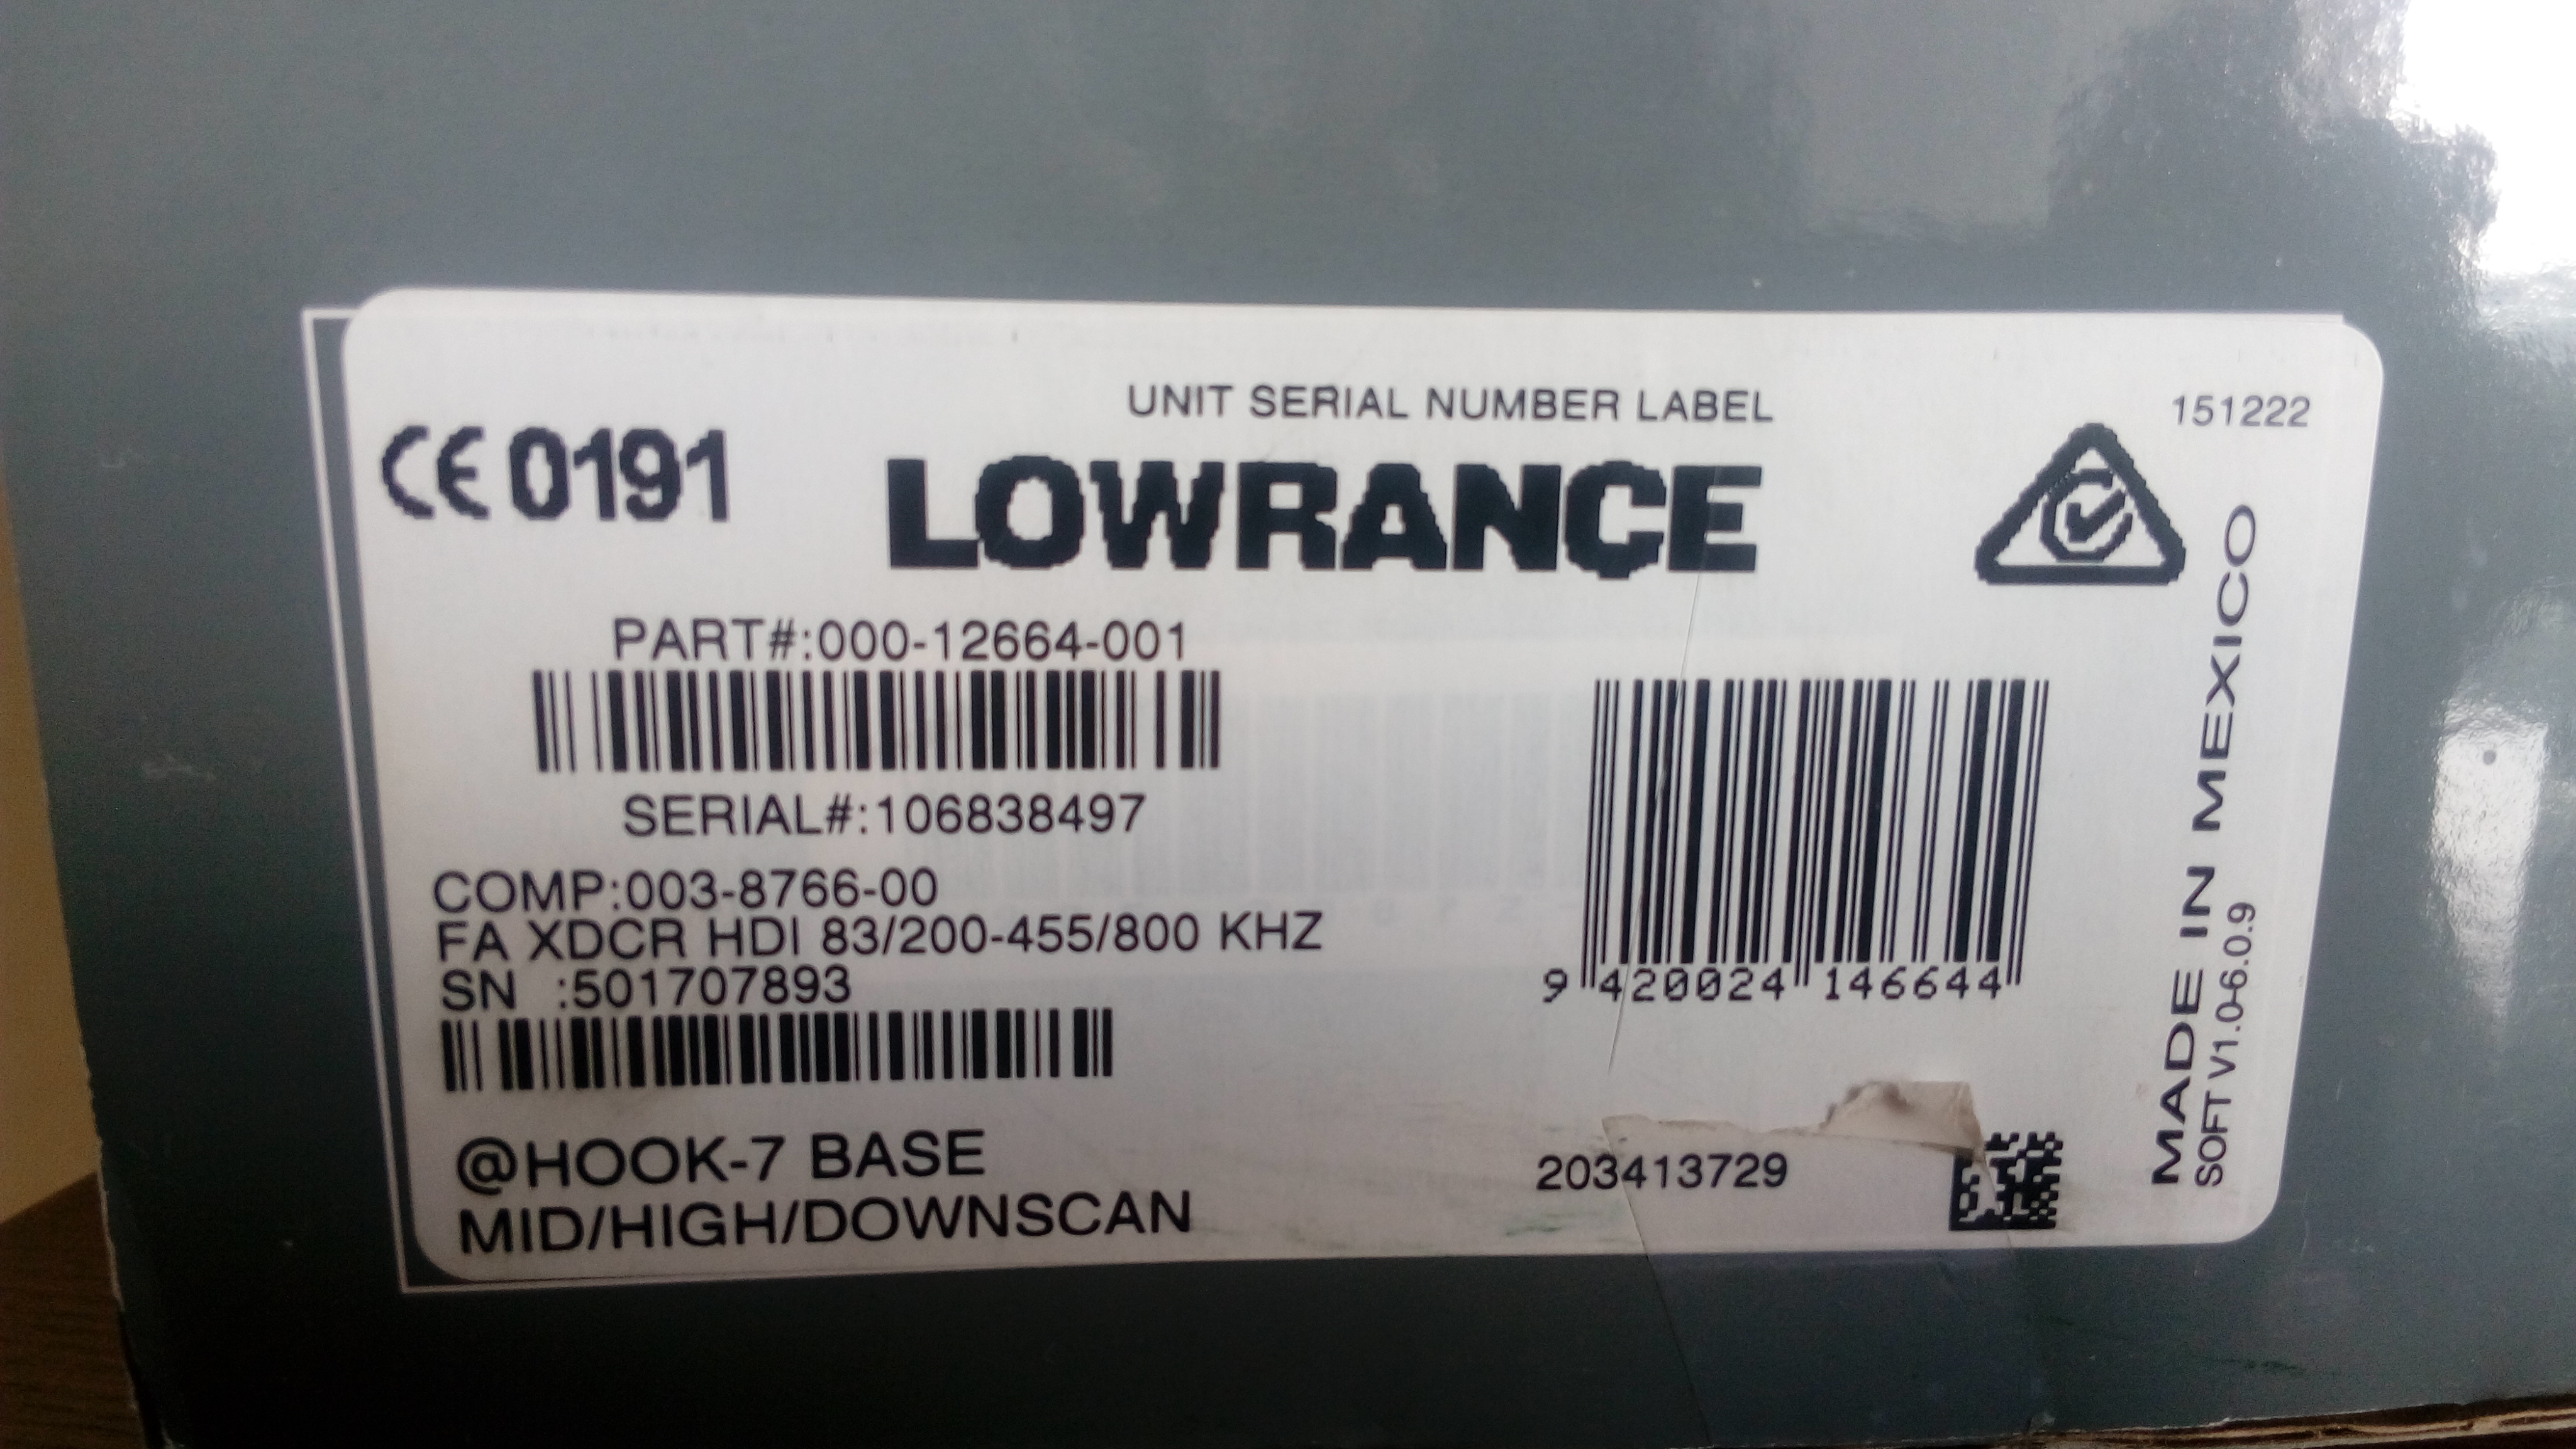 UNIT SERIAL NUMBER LABEL
151222
CE 0191
LOWRANCE
PART#:000-12664-001
SERIAL#:106838497
COMP:003-8766-00
FA XDCR HDI 83/200-455/800 KHZ
SN :501707893
9 420024 146644
@HOOK-7 BASE
MID/HIGH/DOWNSCAN
203413729
MADE IN MEXICO
SOFT V1.0-6.0.9